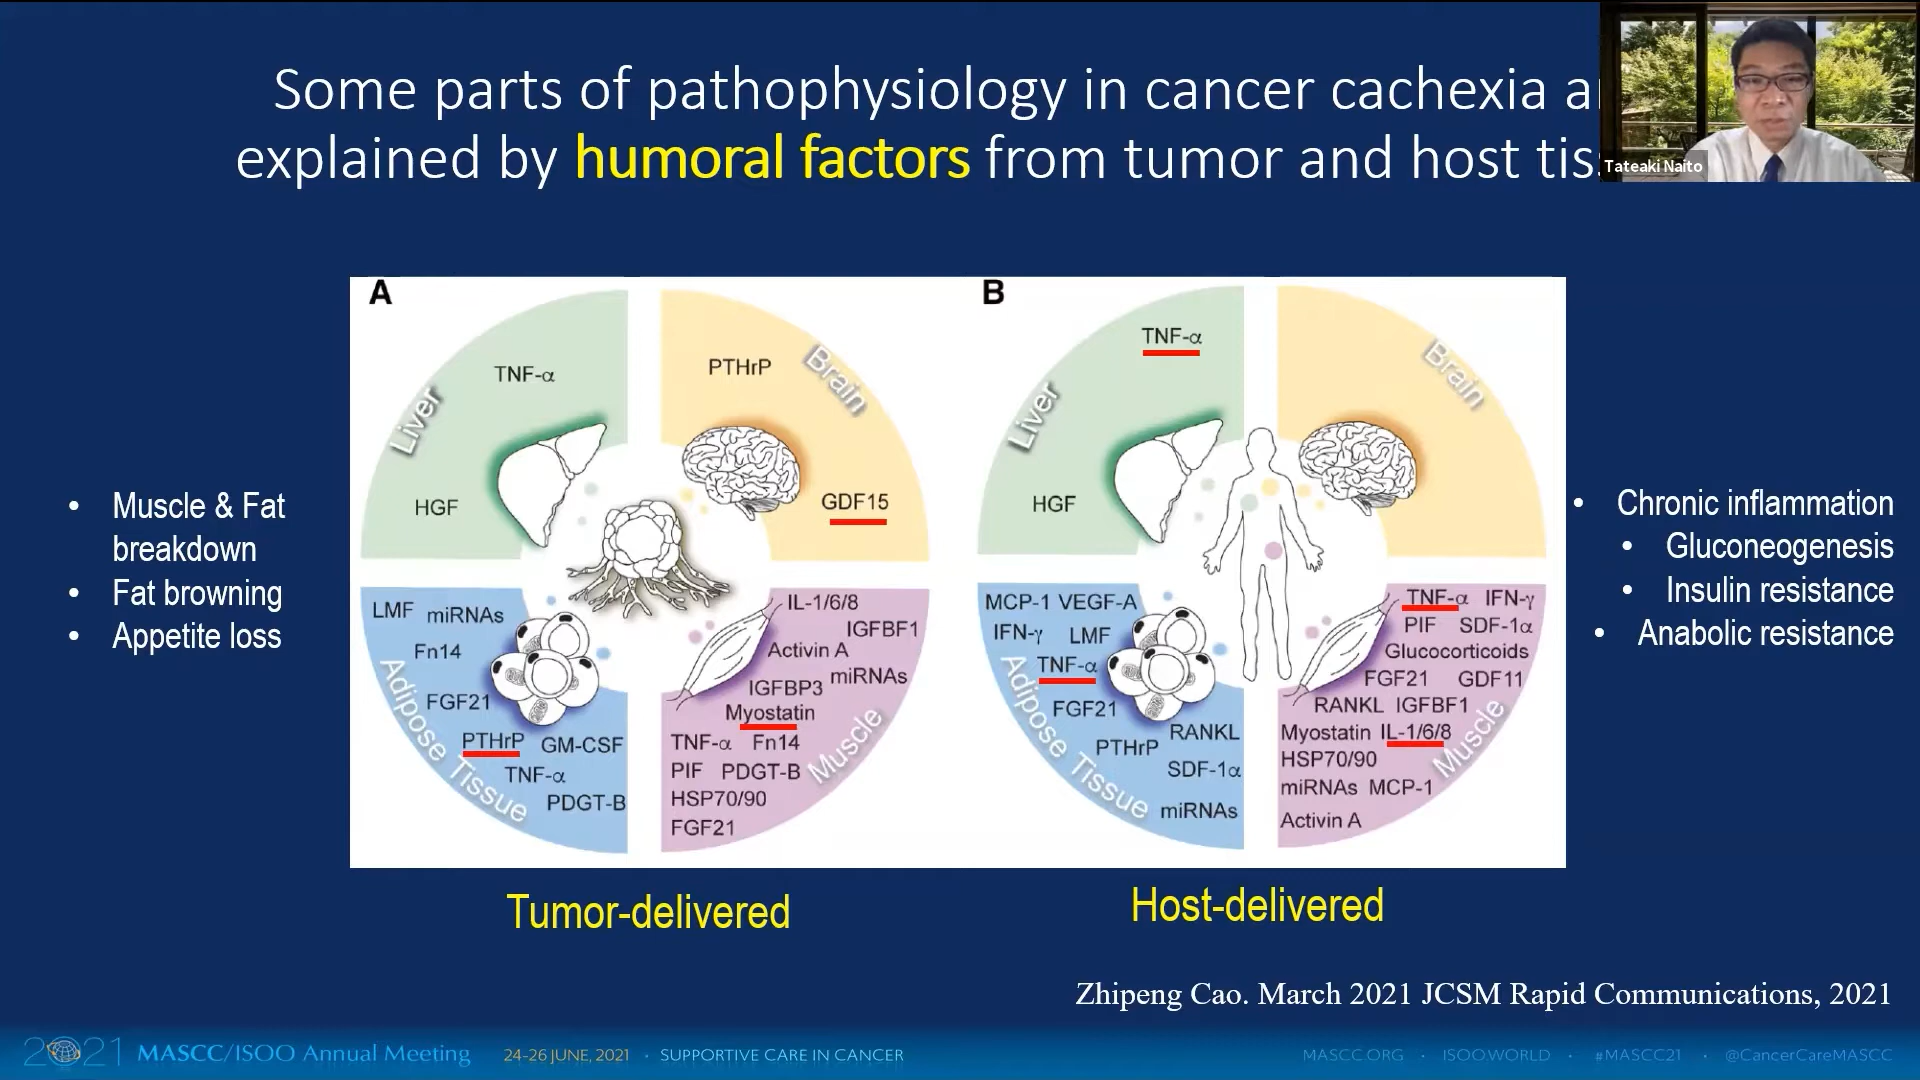 Some parts of pathophysiology in cancer cachexia
explained by humoral factors from tumor and host
Tateaki Naito
• Muscle & Fat
breakdown
• Fat browning
• Appetite loss
A
Liver
TNF-α
HGF
Brain
PTHrP
GDF15
Adipose Tissue
LMF miRNAs
Fn14
FGF21
PTHrP GM-CSF
TNF-α
PDGT-B
Muscle
IL-1/6/8
IGFBF1
Activin A
miRNAs
IGFBP3
Myostatin
TNF-α Fn14
PIF PDGT-B
HSP70/90
FGF21
B
Liver
TNF-α
HGF
Brain
Adipose Tissue
MCP-1 VEGF-A
IFN-γ LMF
TNF-α
FGF21
RANKL
PTHrP
SDF-1α
miRNAs
Muscle
TNF-α IFN-γ
PIF SDF-1α
Glucocorticoids
FGF21 GDF11
RANKL IGFBF1
Myostatin IL-1/6/8
HSP70/90
miRNAs MCP-1
Activin A
• Chronic inflammation
• Gluconeogenesis
• Insulin resistance
• Anabolic resistance
Tumor-delivered
Host-delivered
Zhipeng Cao. March 2021 JCSM Rapid Communications, 2021
2021 MASCC/ISOO Annual Meeting 24-26 JUNE, 2021 · SUPPORTIVE CARE IN CANCER MASCC.ORG · ISOO.WORLD · #MASCC21 · @CancerCareMASCC